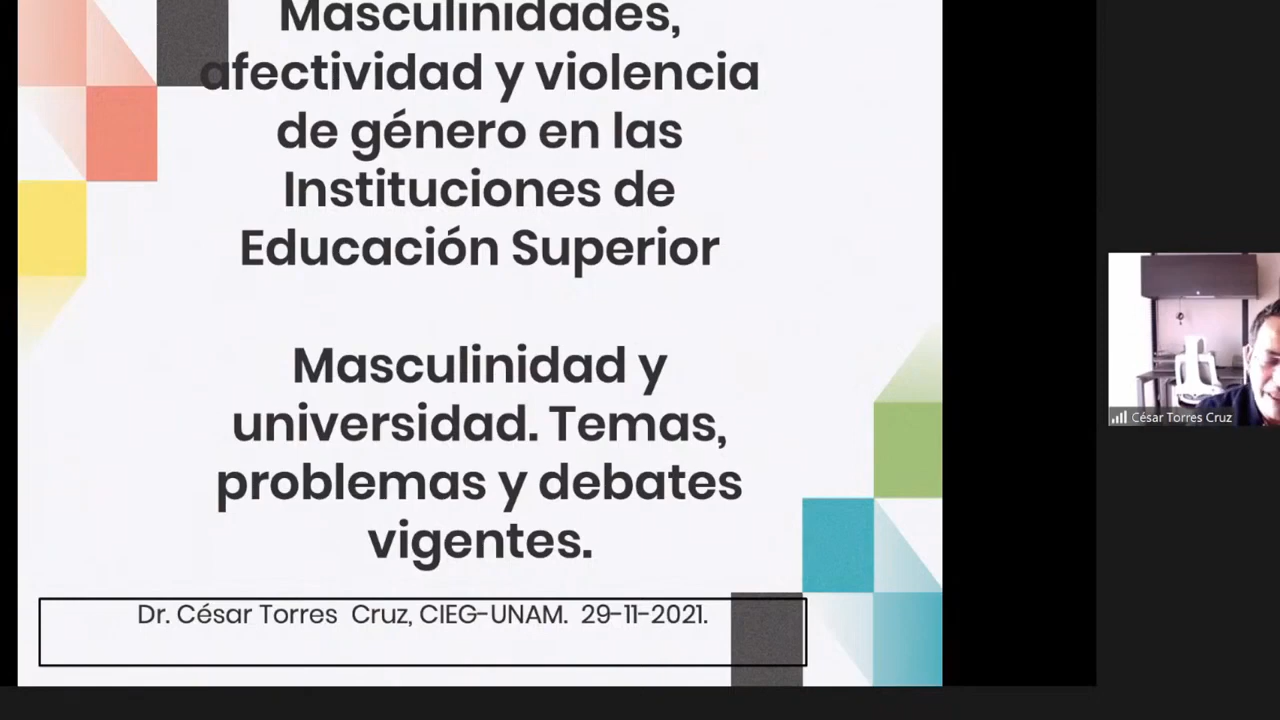 Masculinidades,
afectividad y violencia
de género en las
Instituciones de
Educación Superior
Masculinidad y
universidad. Temas,
problemas y debates
vigentes.
Dr. César Torres Cruz, CIEG-UNAM. 29-11-2021.
César Torres Cruz